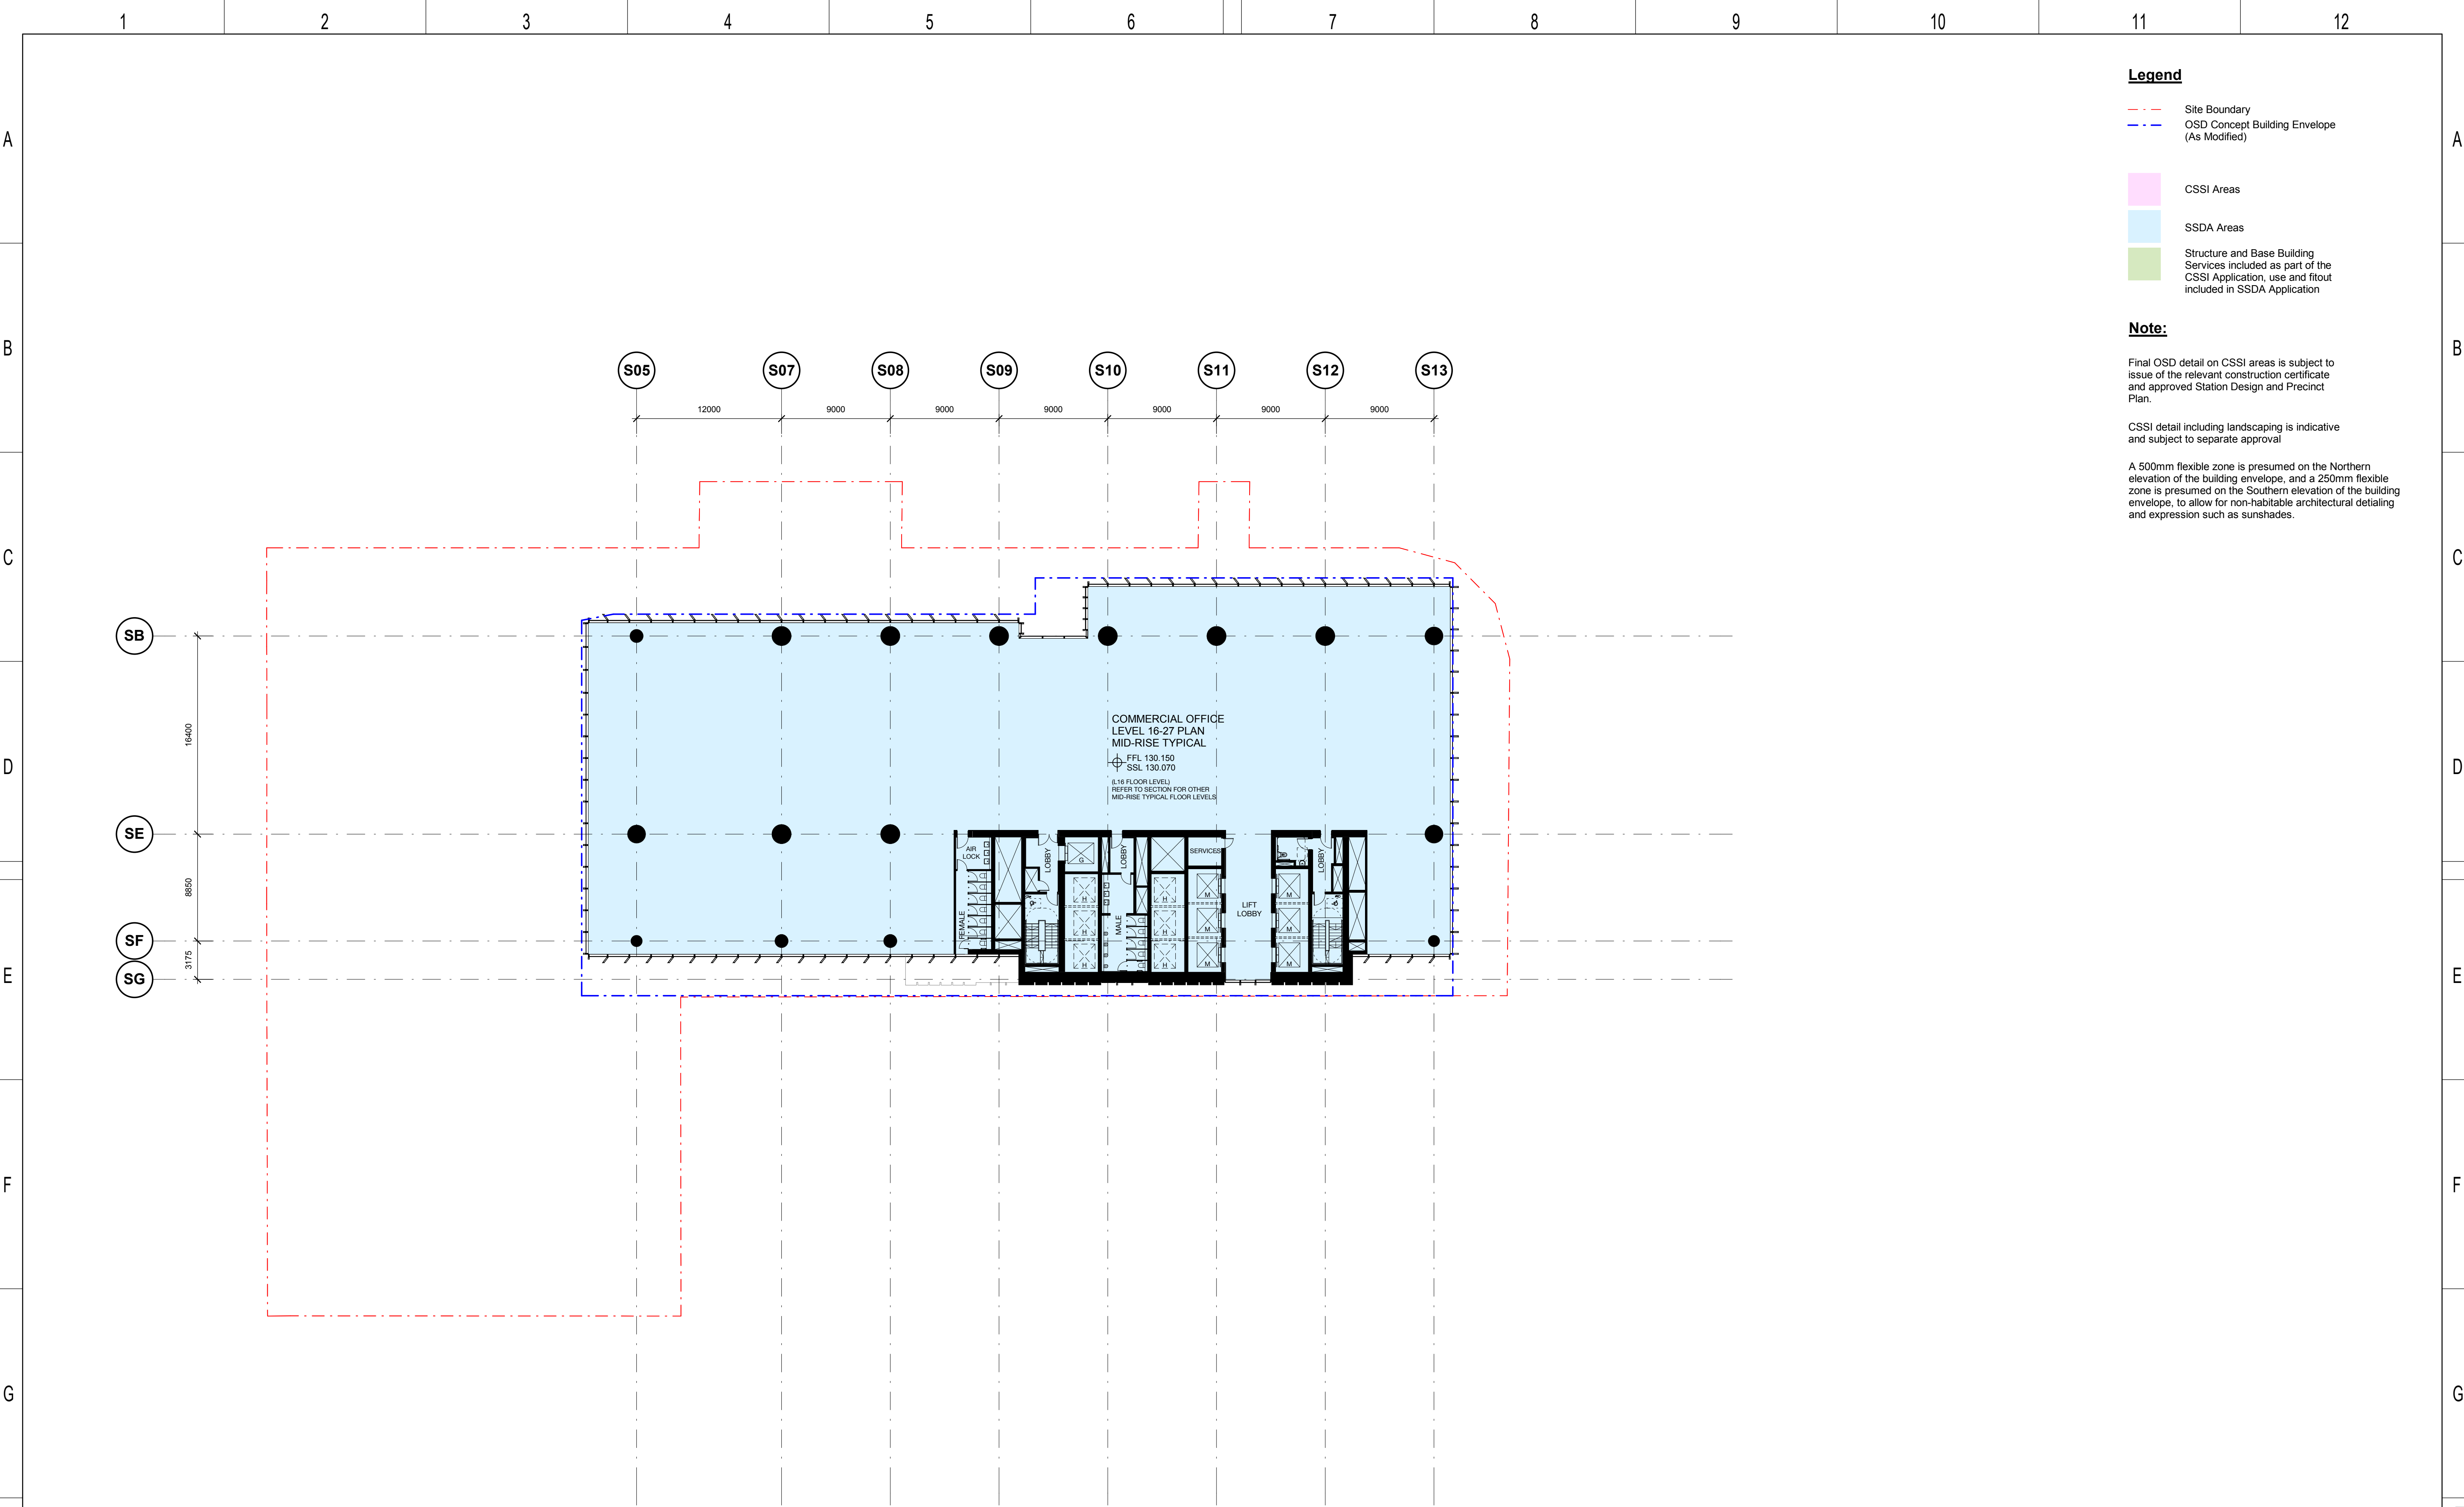 1 2 3 4 5 6 7 8 9 10 11 12
Legend
Site Boundary
OSD Concept Building Envelope
(As Modified)
CSSI Areas
SSDA Areas
Structure and Base Building
Services included as part of the
CSSI Application, use and fitout
included in SSDA Application
Note:
Final OSD detail on CSSI areas is subject to
issue of the relevant construction certificate
and approved Station Design and Precinct
Plan.
CSSI detail including landscaping is indicative
and subject to separate approval
A 500mm flexible zone is presumed on the Northern
elevation of the building envelope, and a 250mm flexible
zone is presumed on the Southern elevation of the building
envelope, to allow for non-habitable architectural detialing
and expression such as sunshades.
A A
B B
C C
D D
E E
F F
G G
S05 S07 S08 S09 S10 S11 S12 S13
12000 9000 9000 9000 9000 9000 9000
SB
16400
SE
8850
SF
3175
SG
COMMERCIAL OFFICE
LEVEL 16-27 PLAN
MID-RISE TYPICAL
FFL 130.150
SSL 130.070
(L16 FLOOR LEVEL)
REFER TO SECTION FOR OTHER
MID-RISE TYPICAL FLOOR LEVELS
AIR
LOCK
FEMALE
LOBBY
G
H
H
H
LOBBY
MALE
H
H
H
SERVICES
M
M
M
LIFT
LOBBY
M
M
M
LOBBY